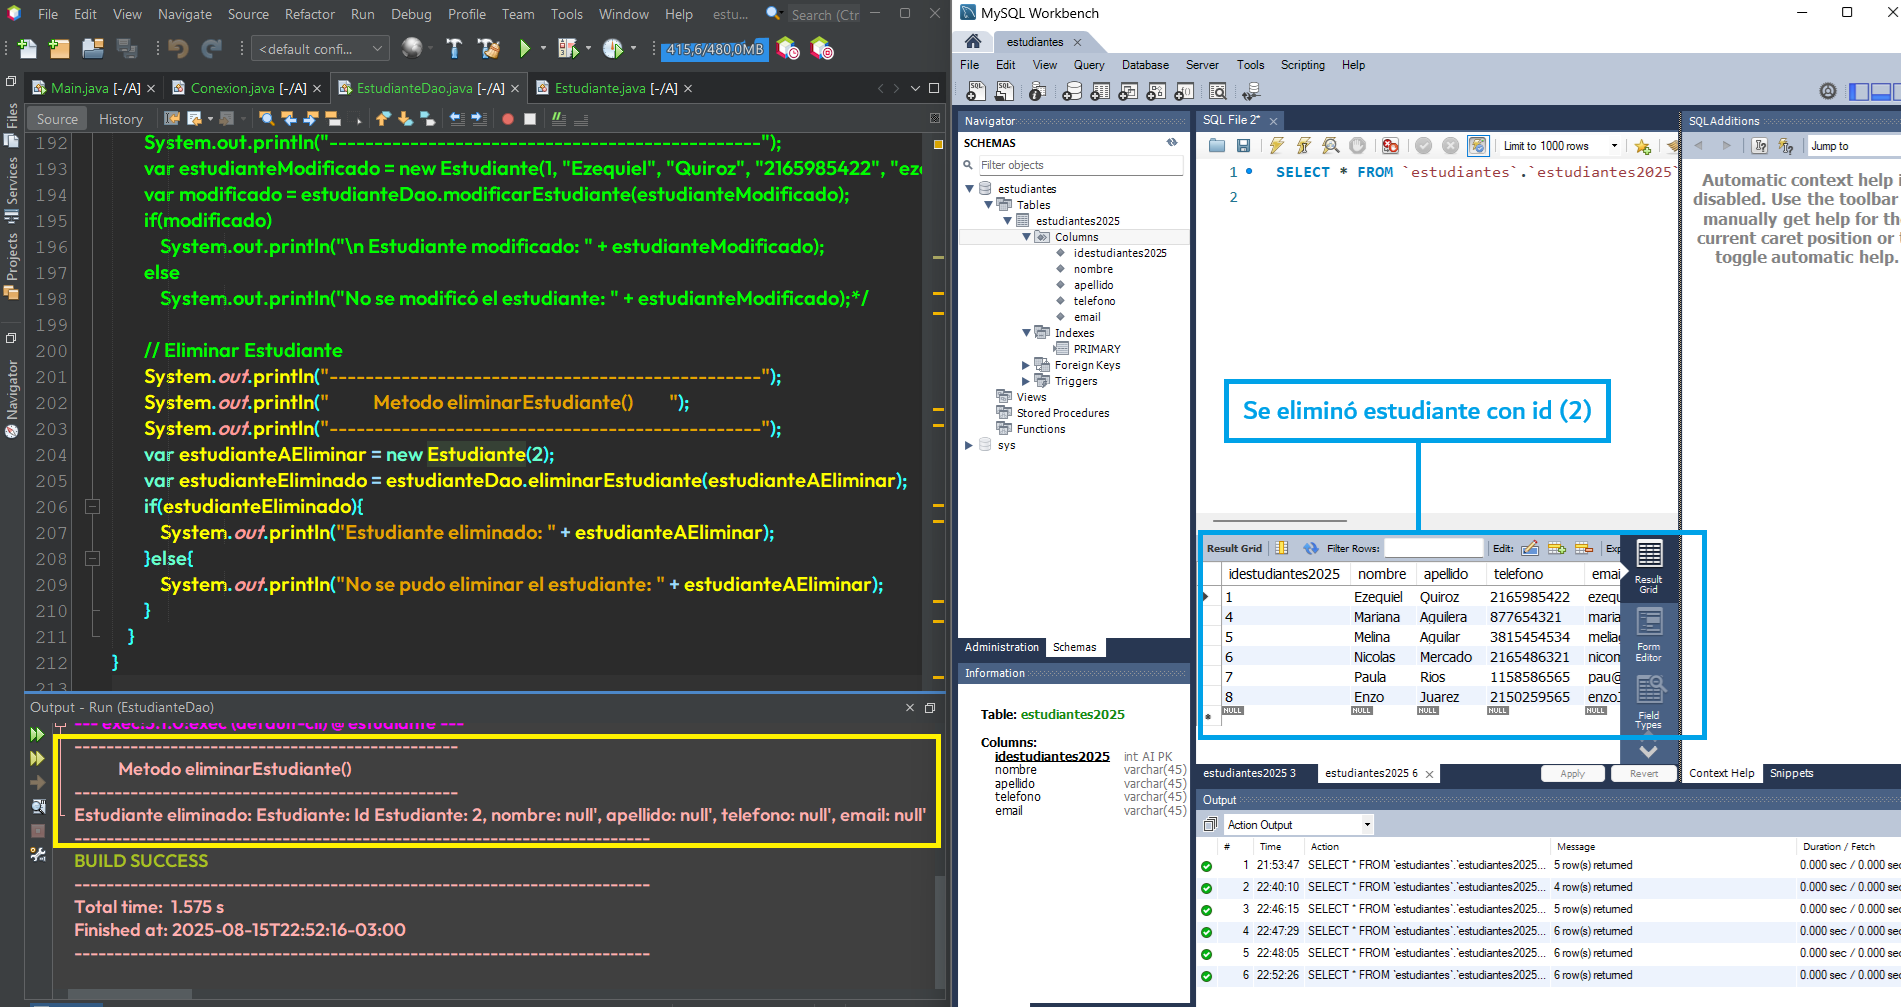 File Edit View Navigate Source Refactor Run Debug Profile Team Tools Window Help estu... Search (Ctr
<default confi... 415,6/480,0MB
Main.java [-/A] Conexion.java [-/A] EstudianteDao.java [-/A] Estudiante.java [-/A]
Source History
Files
Services
Projects
Navigator
192 System.out.println("------------------------------------------------");
193 var estudianteModificado = new Estudiante(1, "Ezequiel", "Quiroz", "2165985422", "eze
194 var modificado = estudianteDao.modificarEstudiante(estudianteModificado);
195 if(modificado)
196 System.out.println("\n Estudiante modificado: " + estudianteModificado);
197 else
198 System.out.println("No se modificó el estudiante: " + estudianteModificado);*/
199
200 // Eliminar Estudiante
201 System.out.println("------------------------------------------------");
202 System.out.println("        Metodo eliminarEstudiante()      ");
203 System.out.println("------------------------------------------------");
204 var estudianteAEliminar = new Estudiante(2);
205 var estudianteEliminado = estudianteDao.eliminarEstudiante(estudianteAEliminar);
206 if(estudianteEliminado){
207 System.out.println("Estudiante eliminado: " + estudianteAEliminar);
208 }else{
209 System.out.println("No se pudo eliminar el estudiante: " + estudianteAEliminar);
210 }
211 }
212 }
213
Output - Run (EstudianteDao)
--- exec:3.1.0:exec (default-cli) @ estudiante ---
------------------------------------------------
Metodo eliminarEstudiante()
------------------------------------------------
Estudiante eliminado: Estudiante: Id Estudiante: 2, nombre: null', apellido: null', telefono: null', email: null'
------------------------------------------------------------------------
BUILD SUCCESS
------------------------------------------------------------------------
Total time:  1.575 s
Finished at: 2025-08-15T22:52:16-03:00
------------------------------------------------------------------------
MySQL Workbench
estudiantes
File Edit View Query Database Server Tools Scripting Help
Navigator
SCHEMAS
Filter objects
estudiantes
Tables
estudiantes2025
Columns
idestudiantes2025
nombre
apellido
telefono
email
Indexes
PRIMARY
Foreign Keys
Triggers
Views
Stored Procedures
Functions
sys
Administration Schemas
Information
Table: estudiantes2025
Columns:
idestudiantes2025 int AI PK
nombre varchar(45)
apellido varchar(45)
telefono varchar(45)
email varchar(45)
SQL File 2*
Limit to 1000 rows
1 SELECT * FROM `estudiantes`.`estudiantes2025`
2
Se eliminó estudiante con id (2)
Result Grid Filter Rows: Edit: Exp
idestudiantes2025 nombre apellido telefono emai
1 Ezequiel Quiroz 2165985422 ezequ
4 Mariana Aguilera 877654321 maria
5 Melina Aguilar 3815454534 melia
6 Nicolas Mercado 2165486321 nicon
7 Paula Rios 1158586565 pau@
8 Enzo Juarez 2150259565 enzoJ
NULL NULL NULL NULL NULL
Result Grid
Form Editor
Field Types
estudiantes2025 3 estudiantes2025 6 Apply Revert
SQLAdditions
Jump to
Automatic context help i
disabled. Use the toolbar
manually get help for the
current caret position or t
toggle automatic help.
Context Help Snippets
Output
Action Output
# Time Action Message Duration / Fetch
1 21:53:47 SELECT * FROM `estudiantes`.`estudiantes2025... 5 row(s) returned 0.000 sec / 0.000 sec
2 22:40:10 SELECT * FROM `estudiantes`.`estudiantes2025... 4 row(s) returned 0.000 sec / 0.000 sec
3 22:46:15 SELECT * FROM `estudiantes`.`estudiantes2025... 5 row(s) returned 0.000 sec / 0.000 sec
4 22:47:29 SELECT * FROM `estudiantes`.`estudiantes2025... 6 row(s) returned 0.000 sec / 0.000 sec
5 22:48:05 SELECT * FROM `estudiantes`.`estudiantes2025... 6 row(s) returned 0.000 sec / 0.000 sec
6 22:52:26 SELECT * FROM `estudiantes`.`estudiantes2025... 6 row(s) returned 0.000 sec / 0.000 sec